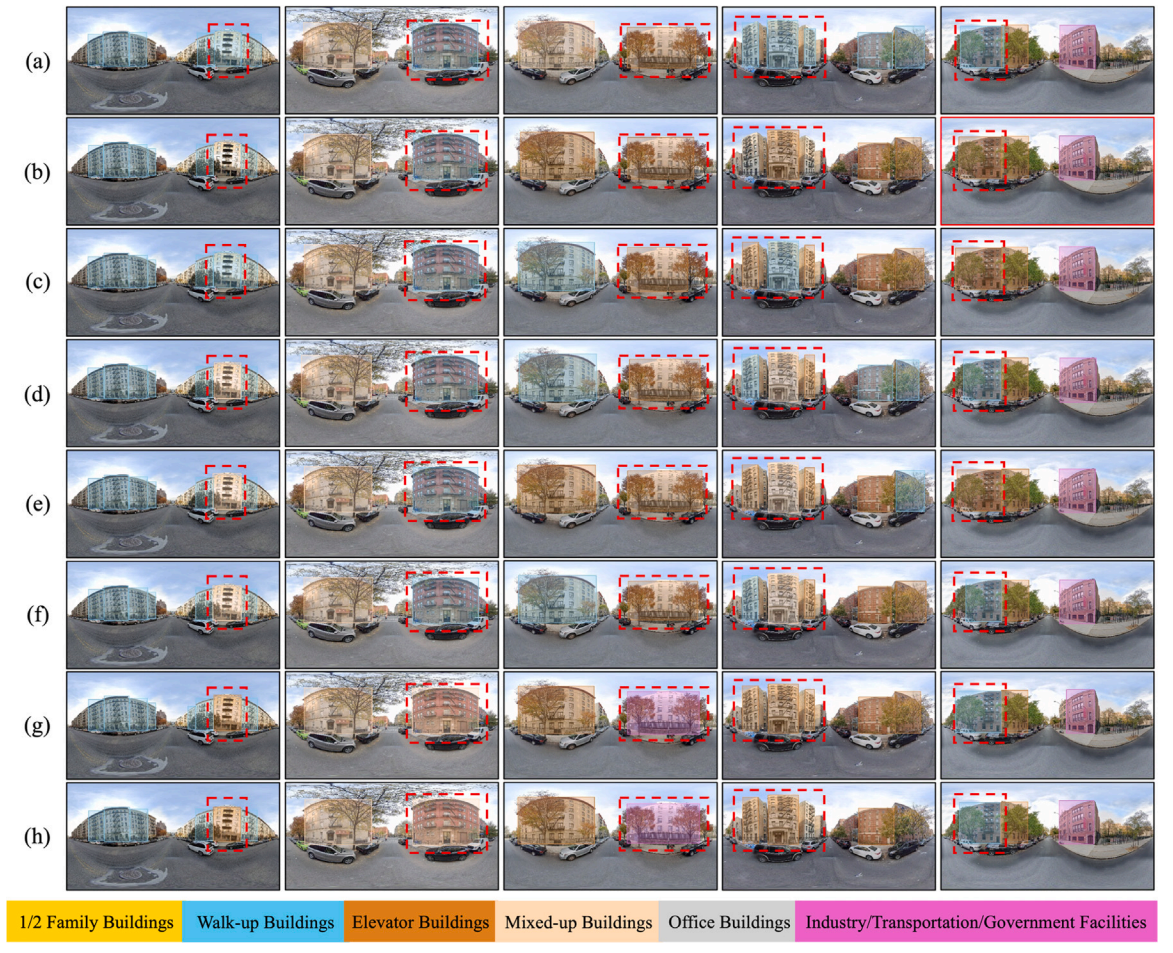 (a)
(b)
(c)
(d)
(e)
(f)
(g)
(h)
1/2 Family Buildings Walk-up Buildings Elevator Buildings Mixed-up Buildings Office Buildings Industry/Transportation/Government Facilities